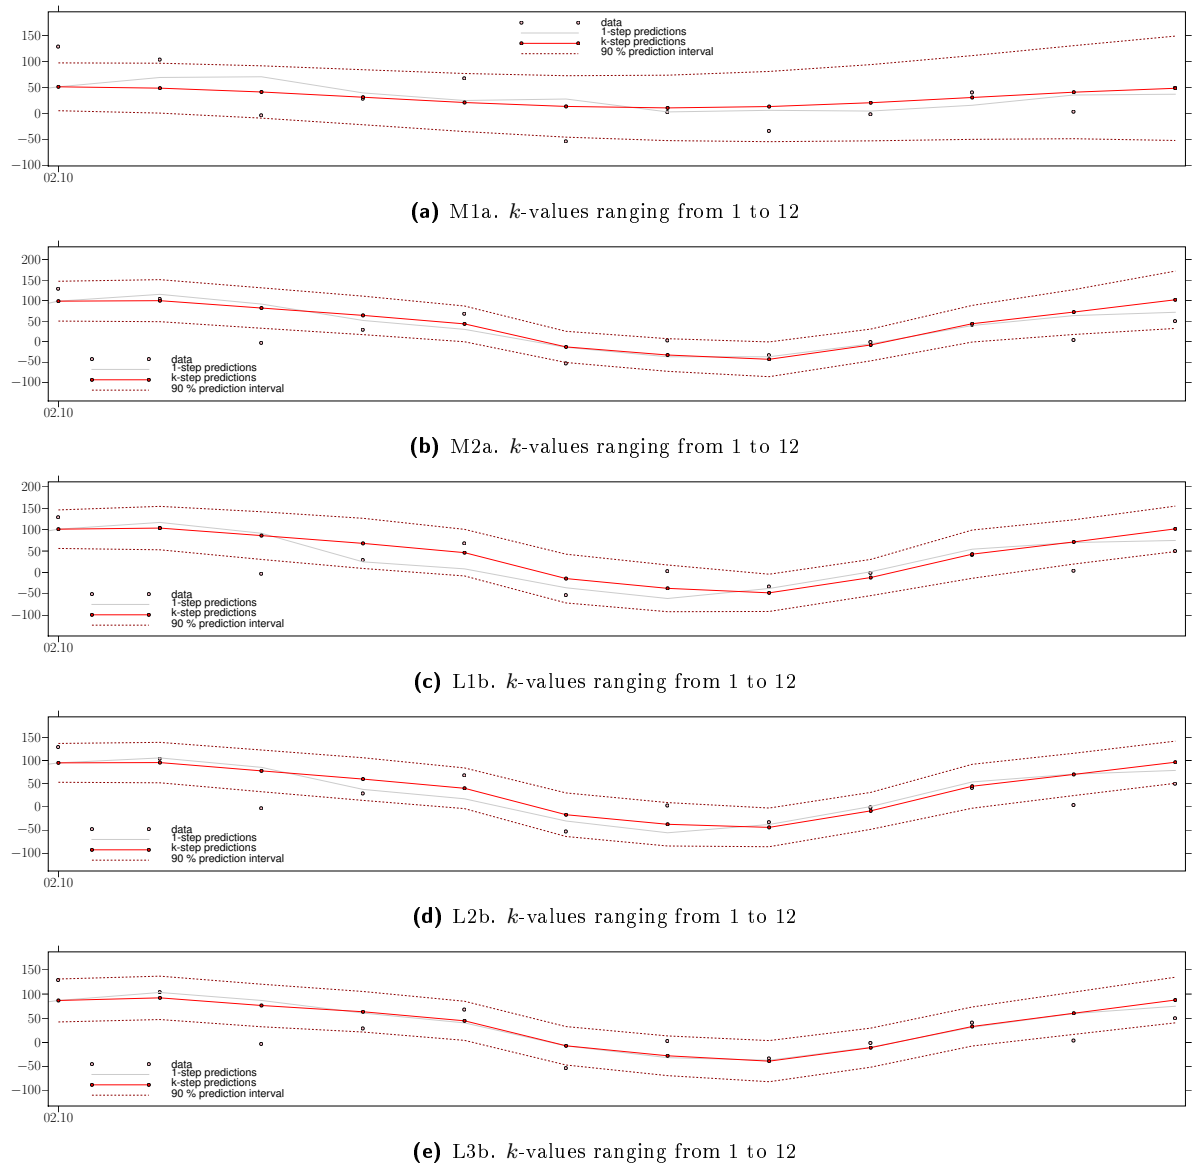 150
100
50
0
−50
−100
02.10
data
1-step predictions
k-step predictions
90 % prediction interval
(a) M1a. k-values ranging from 1 to 12
200
150
100
50
0
−50
−100
02.10
data
1-step predictions
k-step predictions
90 % prediction interval
(b) M2a. k-values ranging from 1 to 12
200
150
100
50
0
−50
−100
02.10
data
1-step predictions
k-step predictions
90 % prediction interval
(c) L1b. k-values ranging from 1 to 12
150
100
50
0
−50
−100
02.10
data
1-step predictions
k-step predictions
90 % prediction interval
(d) L2b. k-values ranging from 1 to 12
150
100
50
0
−50
−100
02.10
data
1-step predictions
k-step predictions
90 % prediction interval
(e) L3b. k-values ranging from 1 to 12